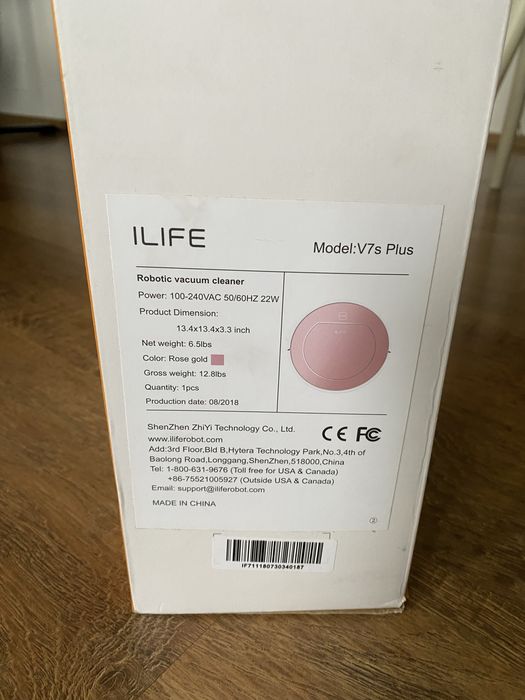 ILIFE
Model:V7s Plus
Robotic vacuum cleaner
Power: 100-240VAC 50/60HZ 22W
Product Dimension:
13.4x13.4x3.3 inch
Net weight: 6.5lbs
Color: Rose gold
Gross weight: 12.8lbs
Quantity: 1pcs
Production date: 08/2018
ShenZhen ZhiYi Technology Co., Ltd.
www.iliferobot.com
CE FC
Add:3rd Floor,Bld B,Hytera Technology Park,No.3,4th of
Baolong Road,Longgang,ShenZhen,518000,China
Tel: 1-800-631-9676 (Toll free for USA & Canada)
+86-75521005927 (Outside USA & Canada)
Email: support@iliferobot.com
MADE IN CHINA
②
IF711180730340187